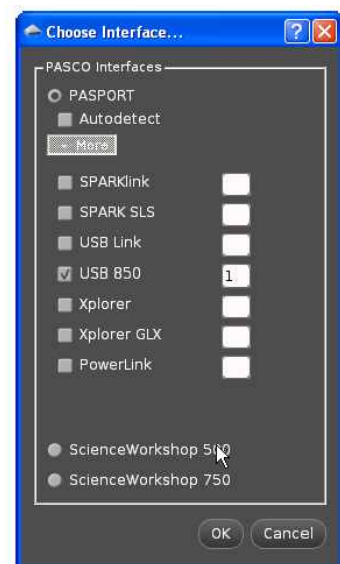 Choose Interface...
PASCO Interfaces
PASPORT
Autodetect
- More
SPARKlink
SPARK SLS
USB Link
USB 850 1
Xplorer
Xplorer GLX
PowerLink
ScienceWorkshop 500
ScienceWorkshop 750
OK Cancel